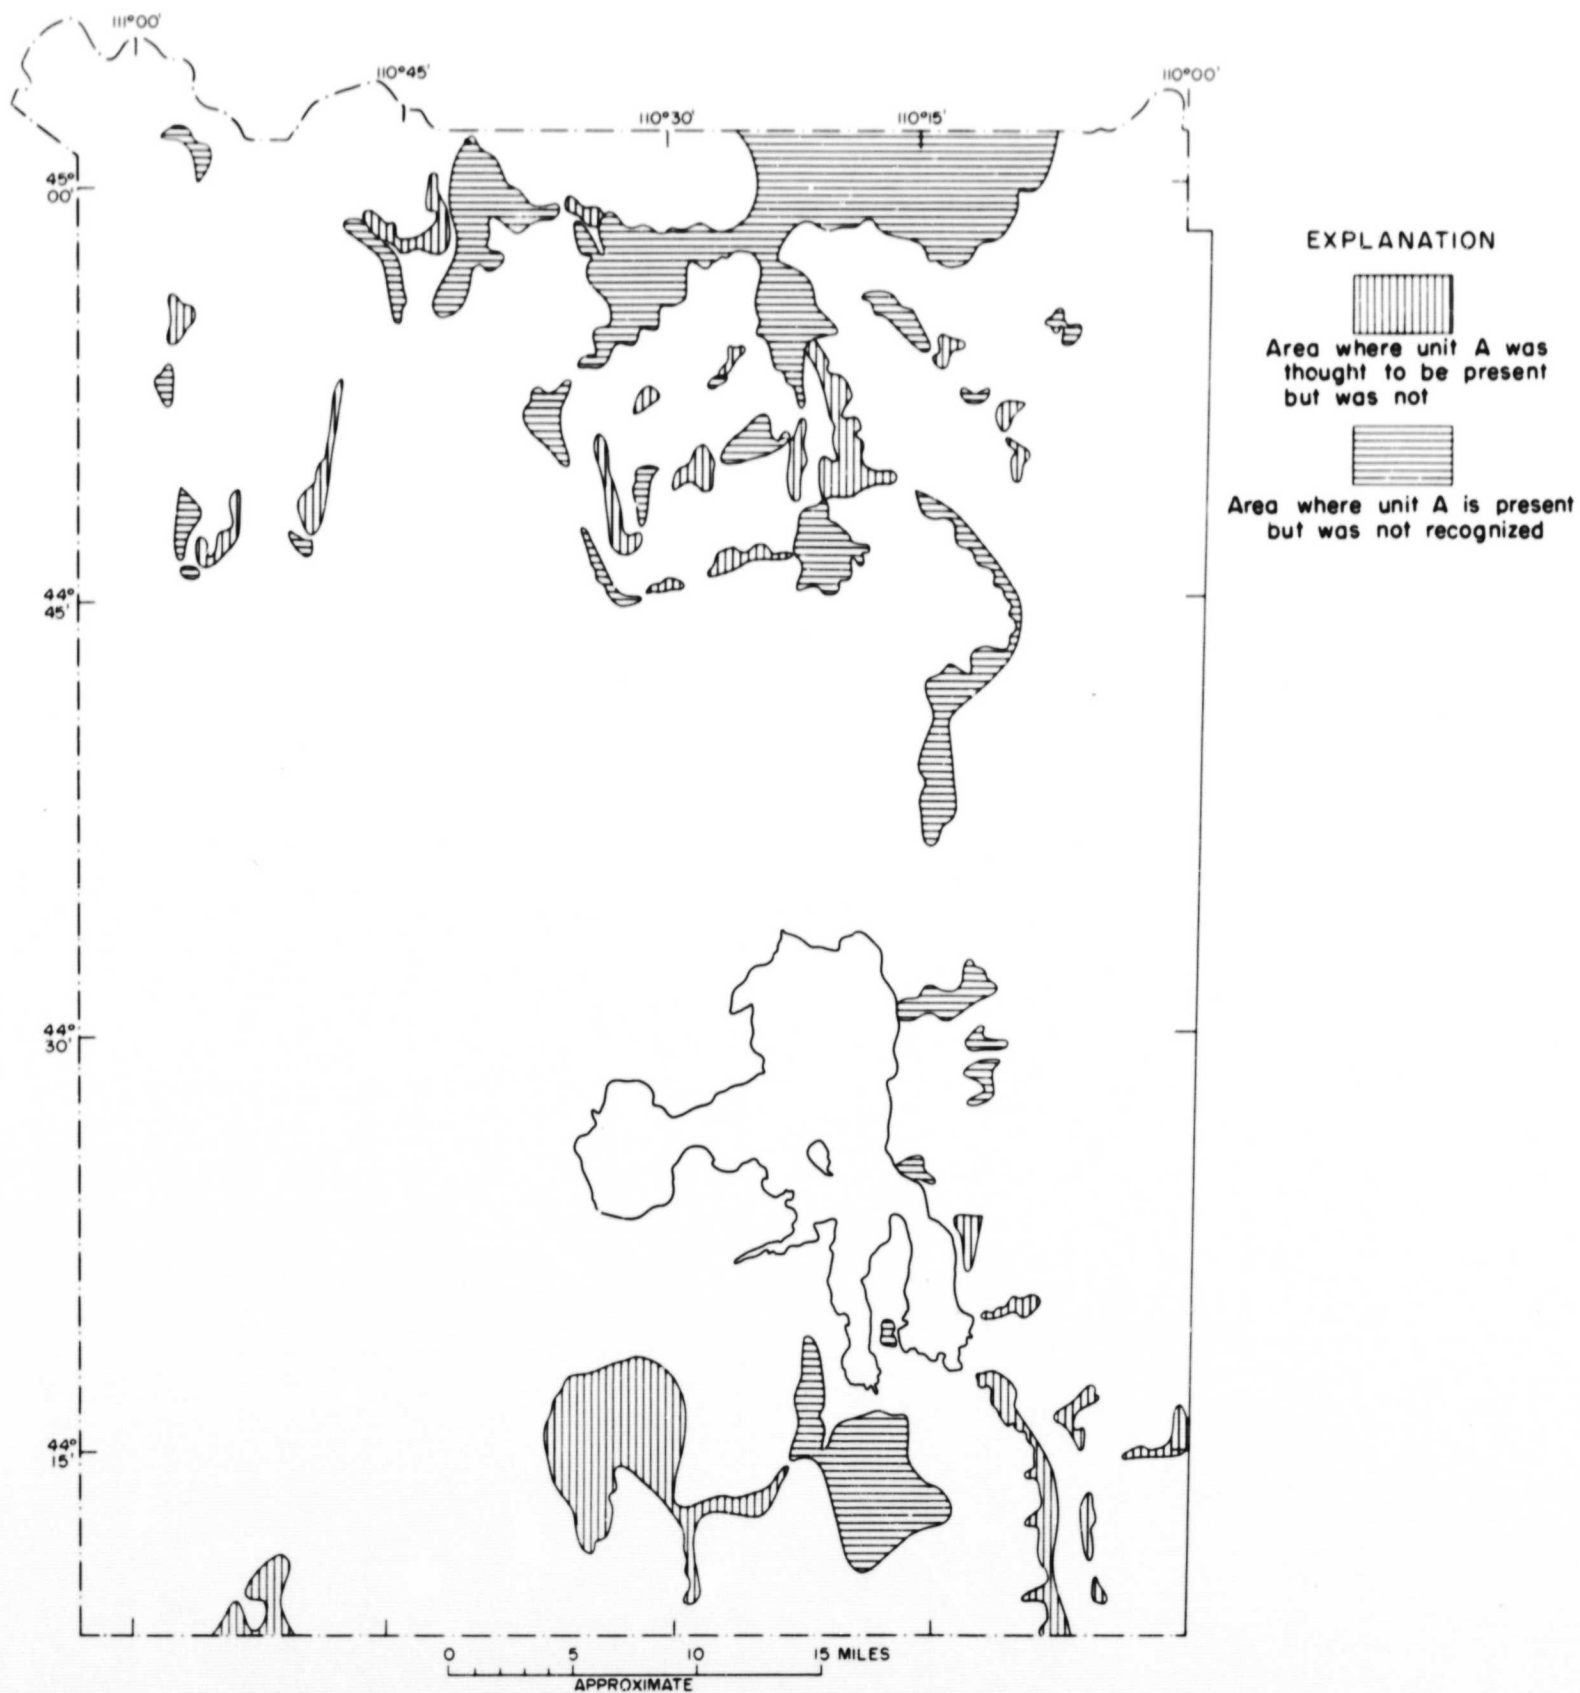 111°00'
110°45'
110°00'
110°30'
110°15'
45°
00'
EXPLANATION
Area where unit A was
thought to be present
but was not
Area where unit A is present
but was not recognized
44°
45'
44°
30'
44°
15'
0 5 10 15 MILES
APPROXIMATE